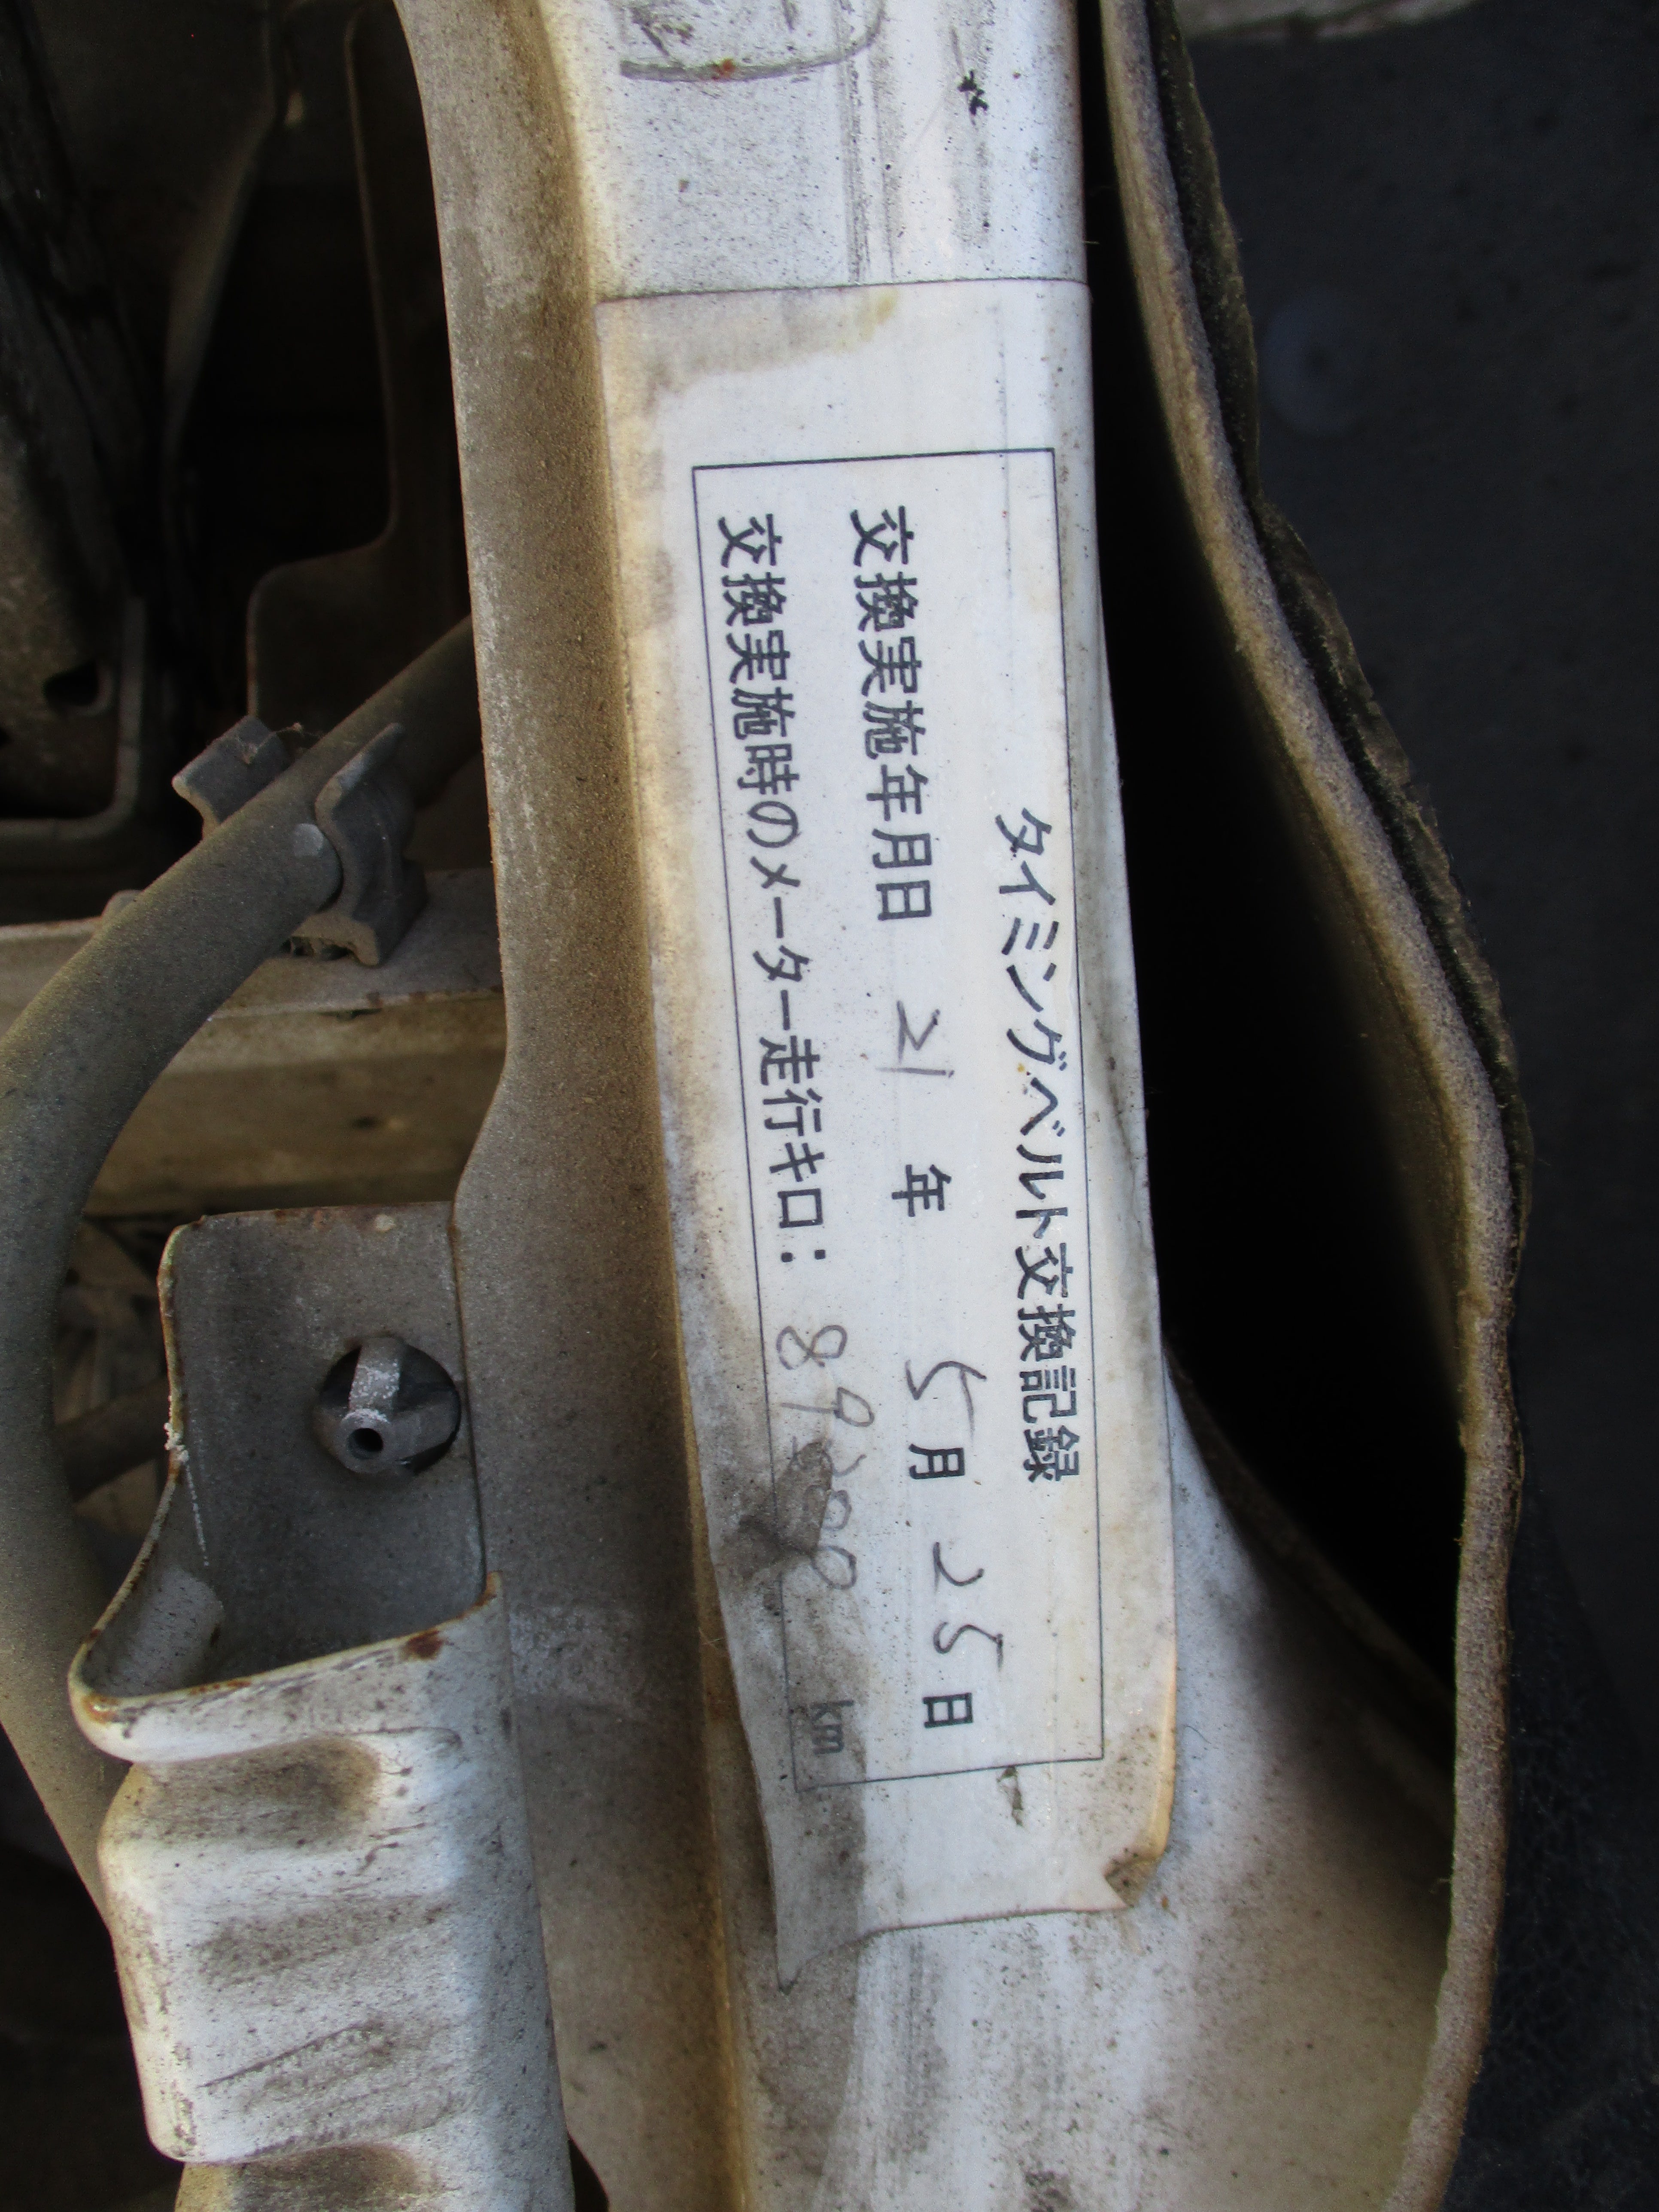 タイミングベルト交換記録
交換実施年月日 21 年 5 月 25 日
交換実施時のメーター走行キロ: km